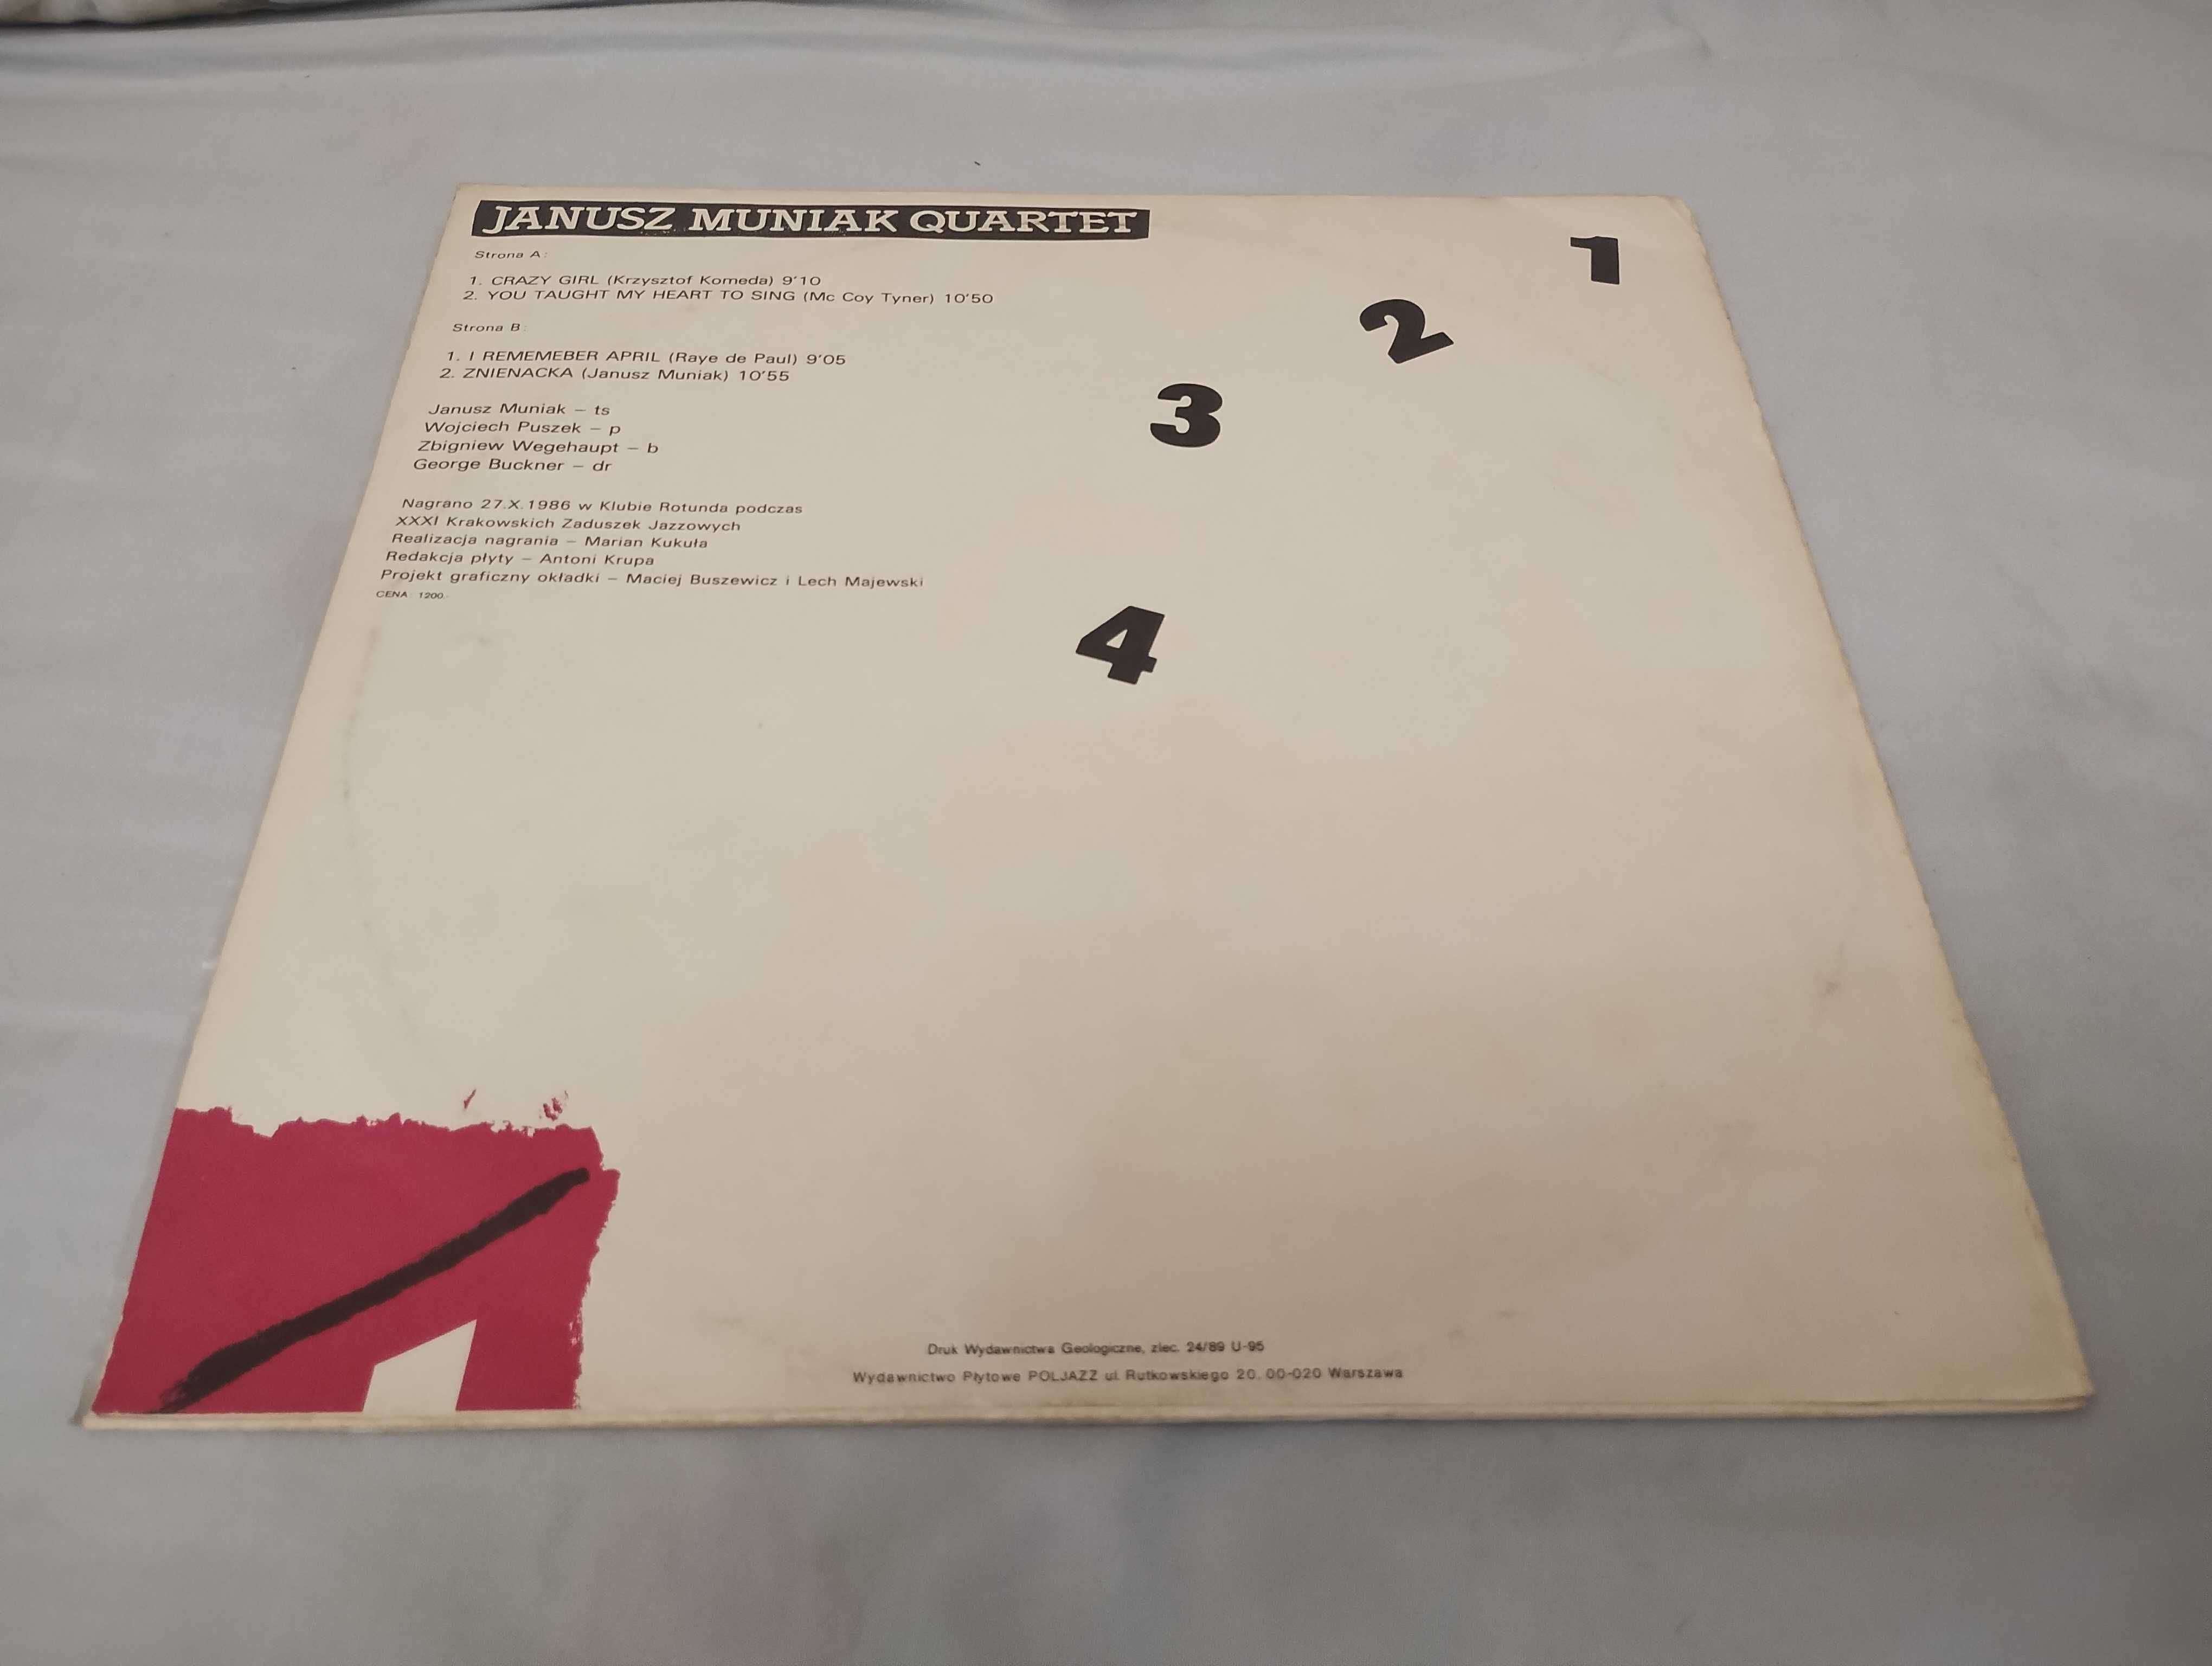 JANUSZ MUNIAK QUARTET
Strona A:
1. CRAZY GIRL (Krzysztof Komeda) 9'10
2. YOU TAUGHT MY HEART TO SING (Mc Coy Tyner) 10'50
Strona B:
1. I REMEMEBER APRIL (Raye de Paul) 9'05
2. ZNIENACKA (Janusz Muniak) 10'55
Janusz Muniak – ts
Wojciech Puszek – p
Zbigniew Wegehaupt – b
George Buckner – dr
Nagrano 27.X.1986 w Klubie Rotunda podczas
XXXI Krakowskich Zaduszek Jazzowych
Realizacja nagrania – Marian Kukuła
Redakcja płyty – Antoni Krupa
Projekt graficzny okładki – Maciej Buszewicz i Lech Majewski
CENA: 1200.-
1
2
3
4
1
Druk Wydawnictwa Geologiczne, zlec. 24/89 U-95
Wydawnictwo Płytowe POLJAZZ ul. Rutkowskiego 20. 00-020 Warszawa